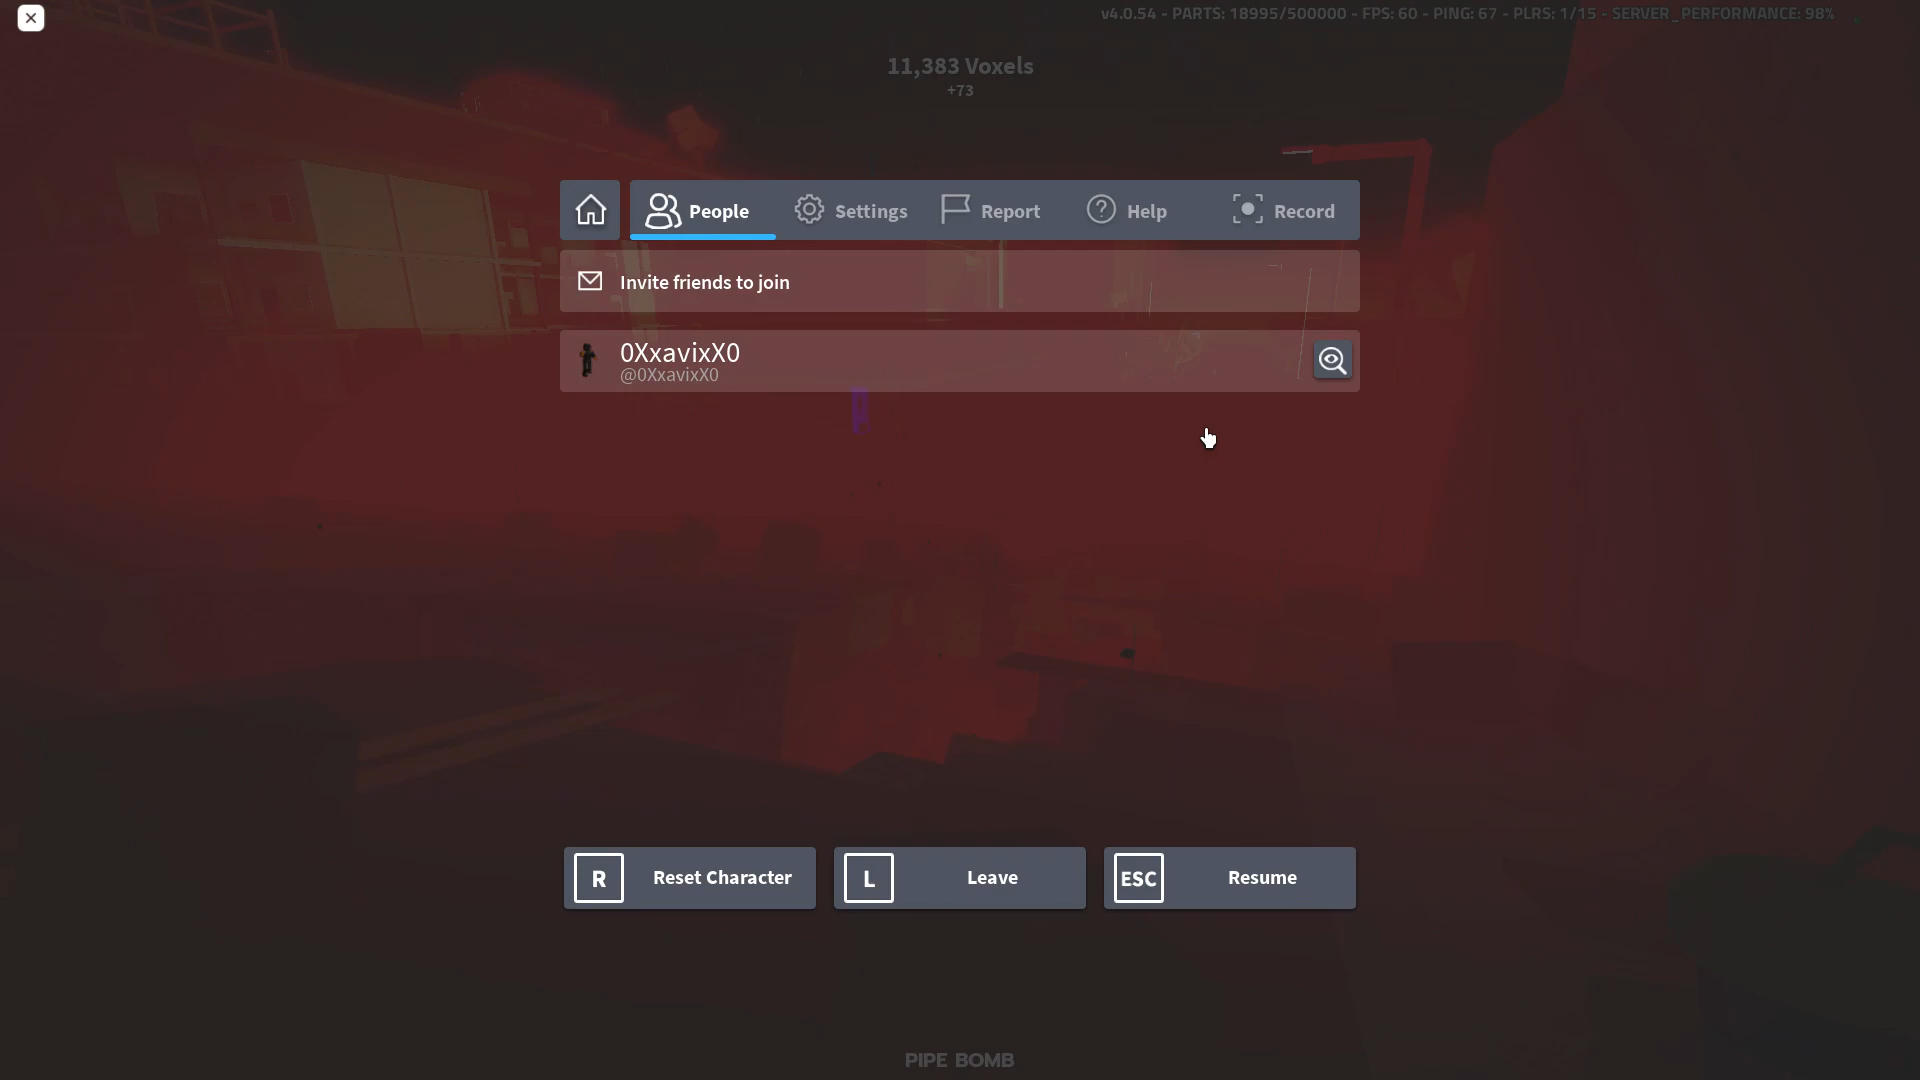 v4.0.54 - PARTS: 18995/500000 - FPS: 60 - PING: 67 - PLRS: 1/15 - SERVER_PERFORMANCE: 98%
11,383 Voxels
+73
People Settings Report Help Record
Invite friends to join
0XxavixX0
@0XxavixX0
R Reset Character L Leave ESC Resume
PIPE BOMB